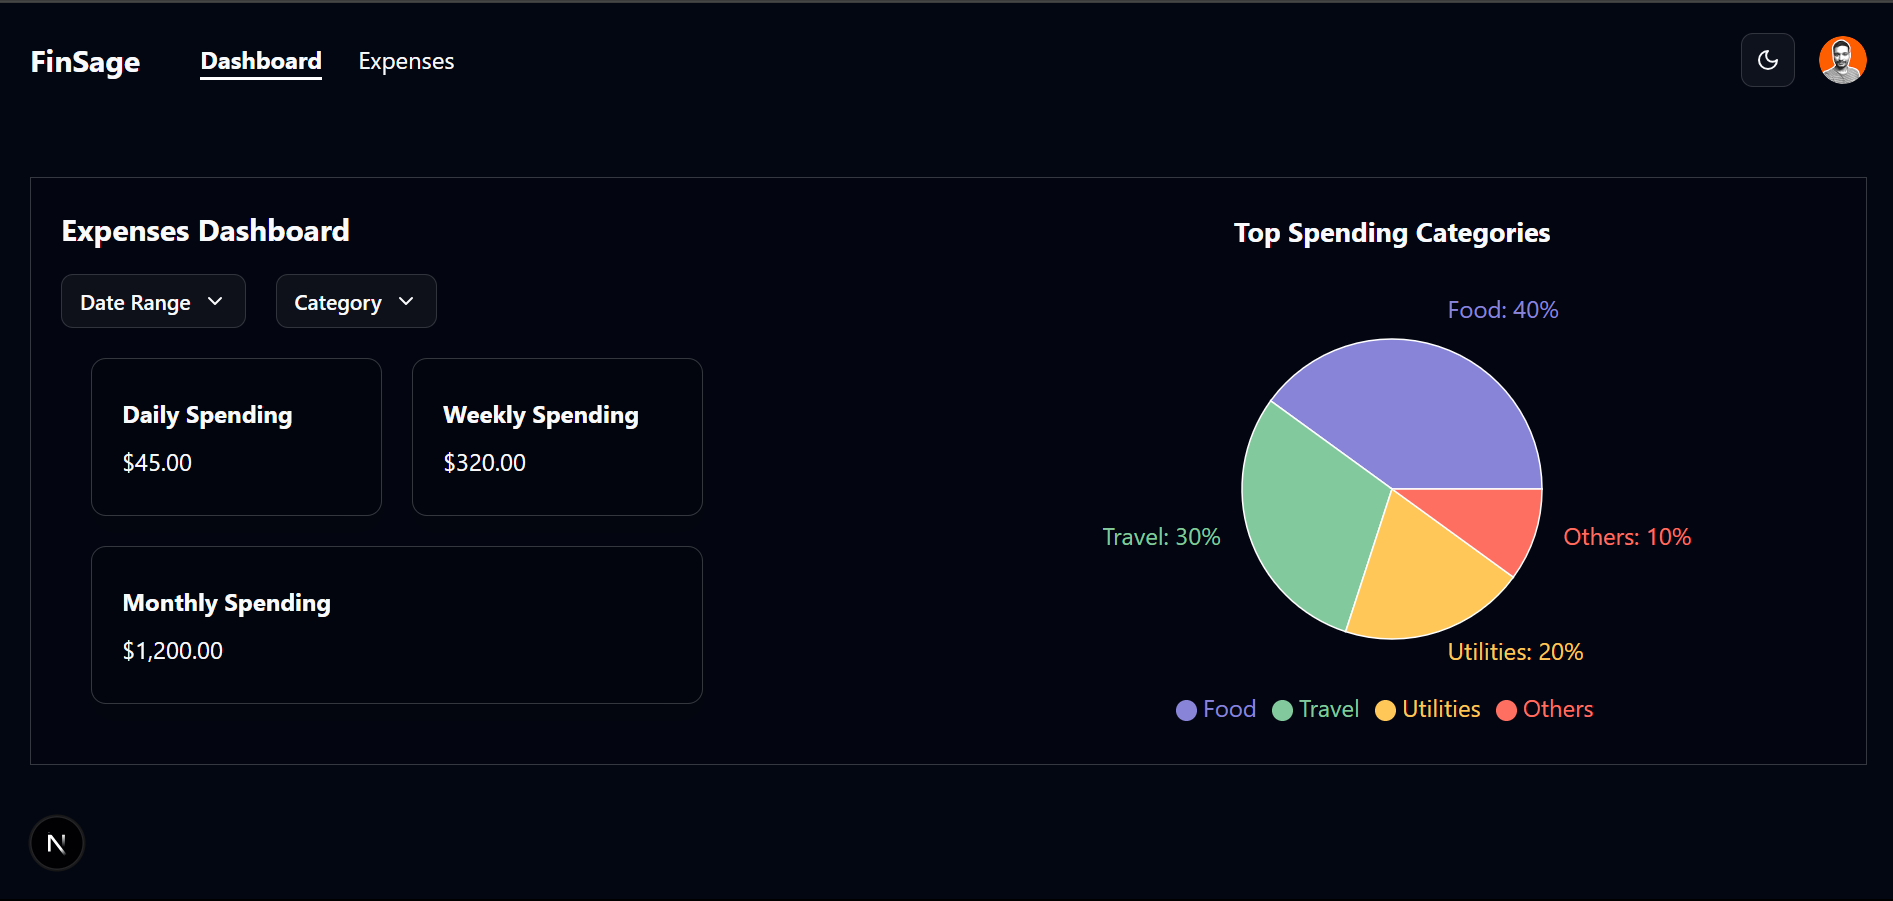 FinSage Dashboard Expenses
Expenses Dashboard
Date Range Category
Daily Spending
$45.00
Weekly Spending
$320.00
Monthly Spending
$1,200.00
Top Spending Categories
Food: 40%
Travel: 30%
Others: 10%
Utilities: 20%
Food Travel Utilities Others
N